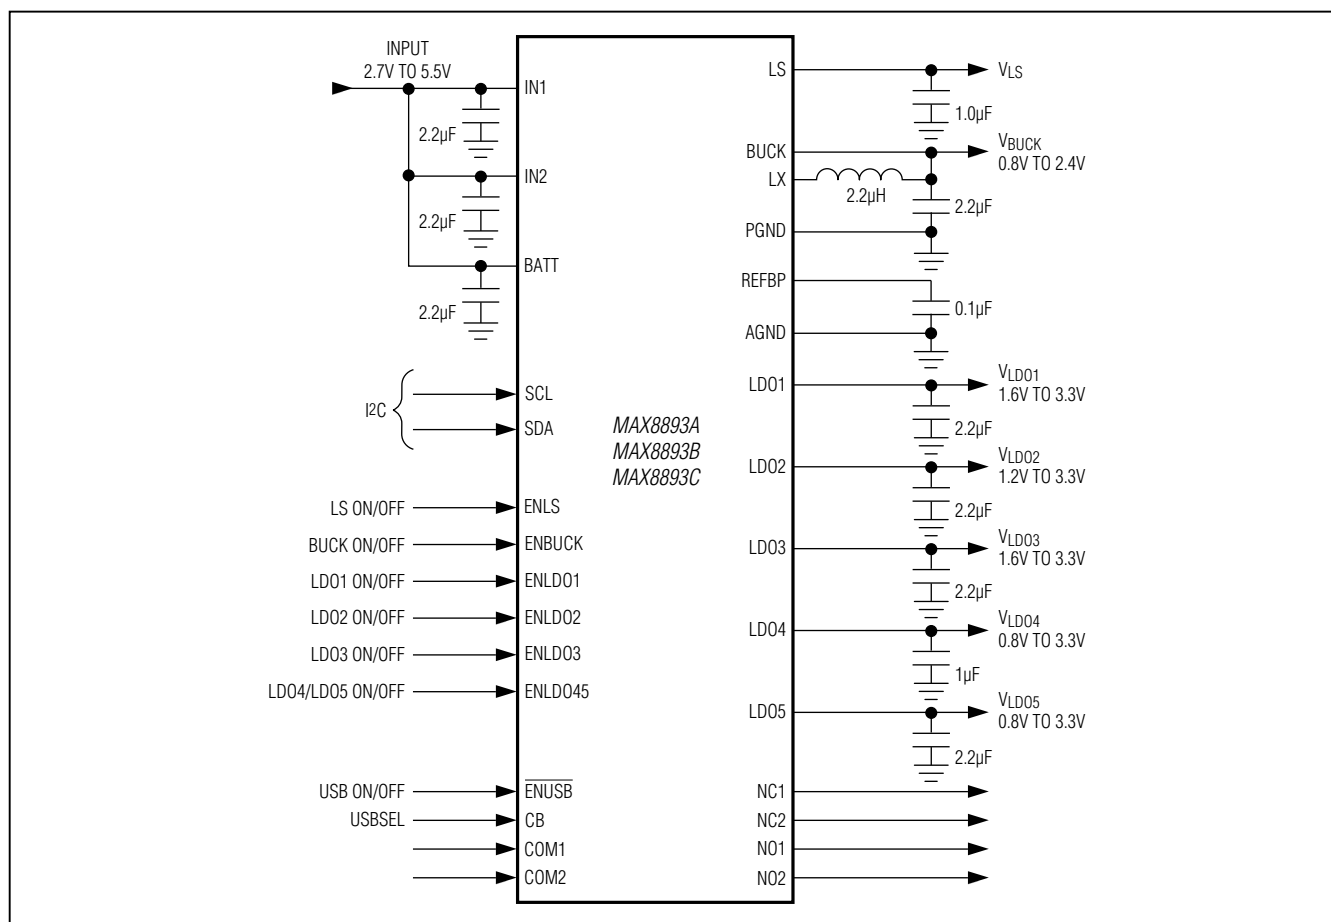 INPUT
2.7V TO 5.5V
IN1
2.2µF
IN2
2.2µF
BATT
2.2µF
I2C
SCL
SDA
LS ON/OFF
ENLS
BUCK ON/OFF
ENBUCK
LDO1 ON/OFF
ENLDO1
LDO2 ON/OFF
ENLDO2
LDO3 ON/OFF
ENLDO3
LDO4/LDO5 ON/OFF
ENLDO45
USB ON/OFF
ENUSB
USBSEL
CB
COM1
COM2
MAX8893A
MAX8893B
MAX8893C
LS
VLS
1.0µF
BUCK
VBUCK
0.8V TO 2.4V
LX
2.2µH
2.2µF
PGND
REFBP
0.1µF
AGND
LDO1
VLDO1
1.6V TO 3.3V
2.2µF
LDO2
VLDO2
1.2V TO 3.3V
2.2µF
LDO3
VLDO3
1.6V TO 3.3V
2.2µF
LDO4
VLDO4
0.8V TO 3.3V
1µF
LDO5
VLDO5
0.8V TO 3.3V
2.2µF
NC1
NC2
NO1
NO2